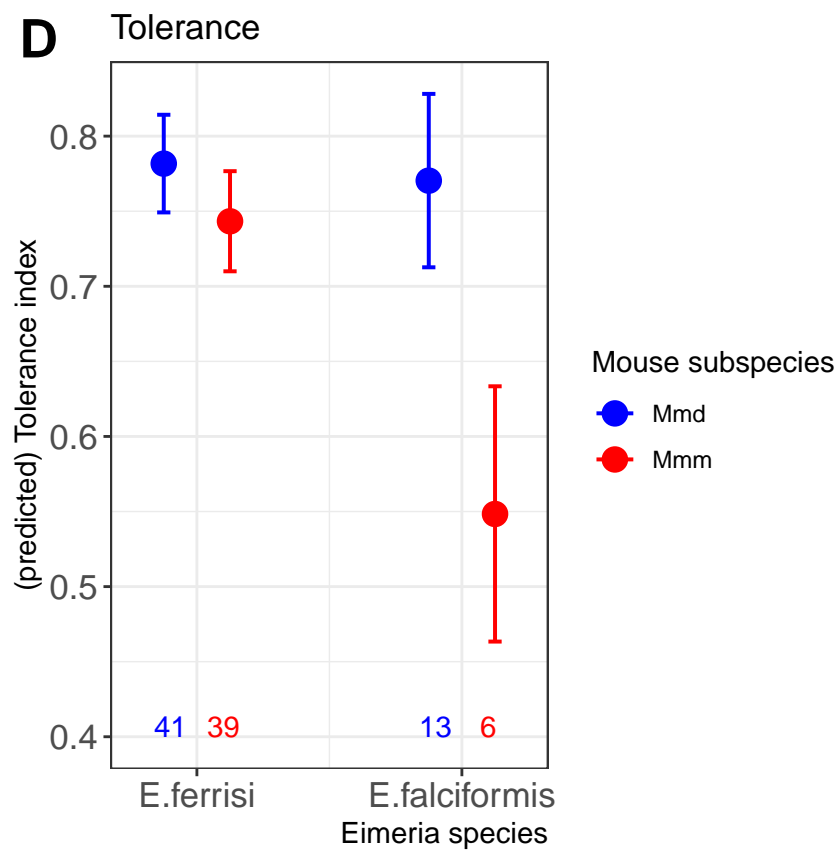 D Tolerance
(predicted) Tolerance index
0.8
0.7
0.6
0.5
0.4
41 39 13 6
E.ferrisi E.falciformis
Eimeria species
Mouse subspecies
Mmd
Mmm